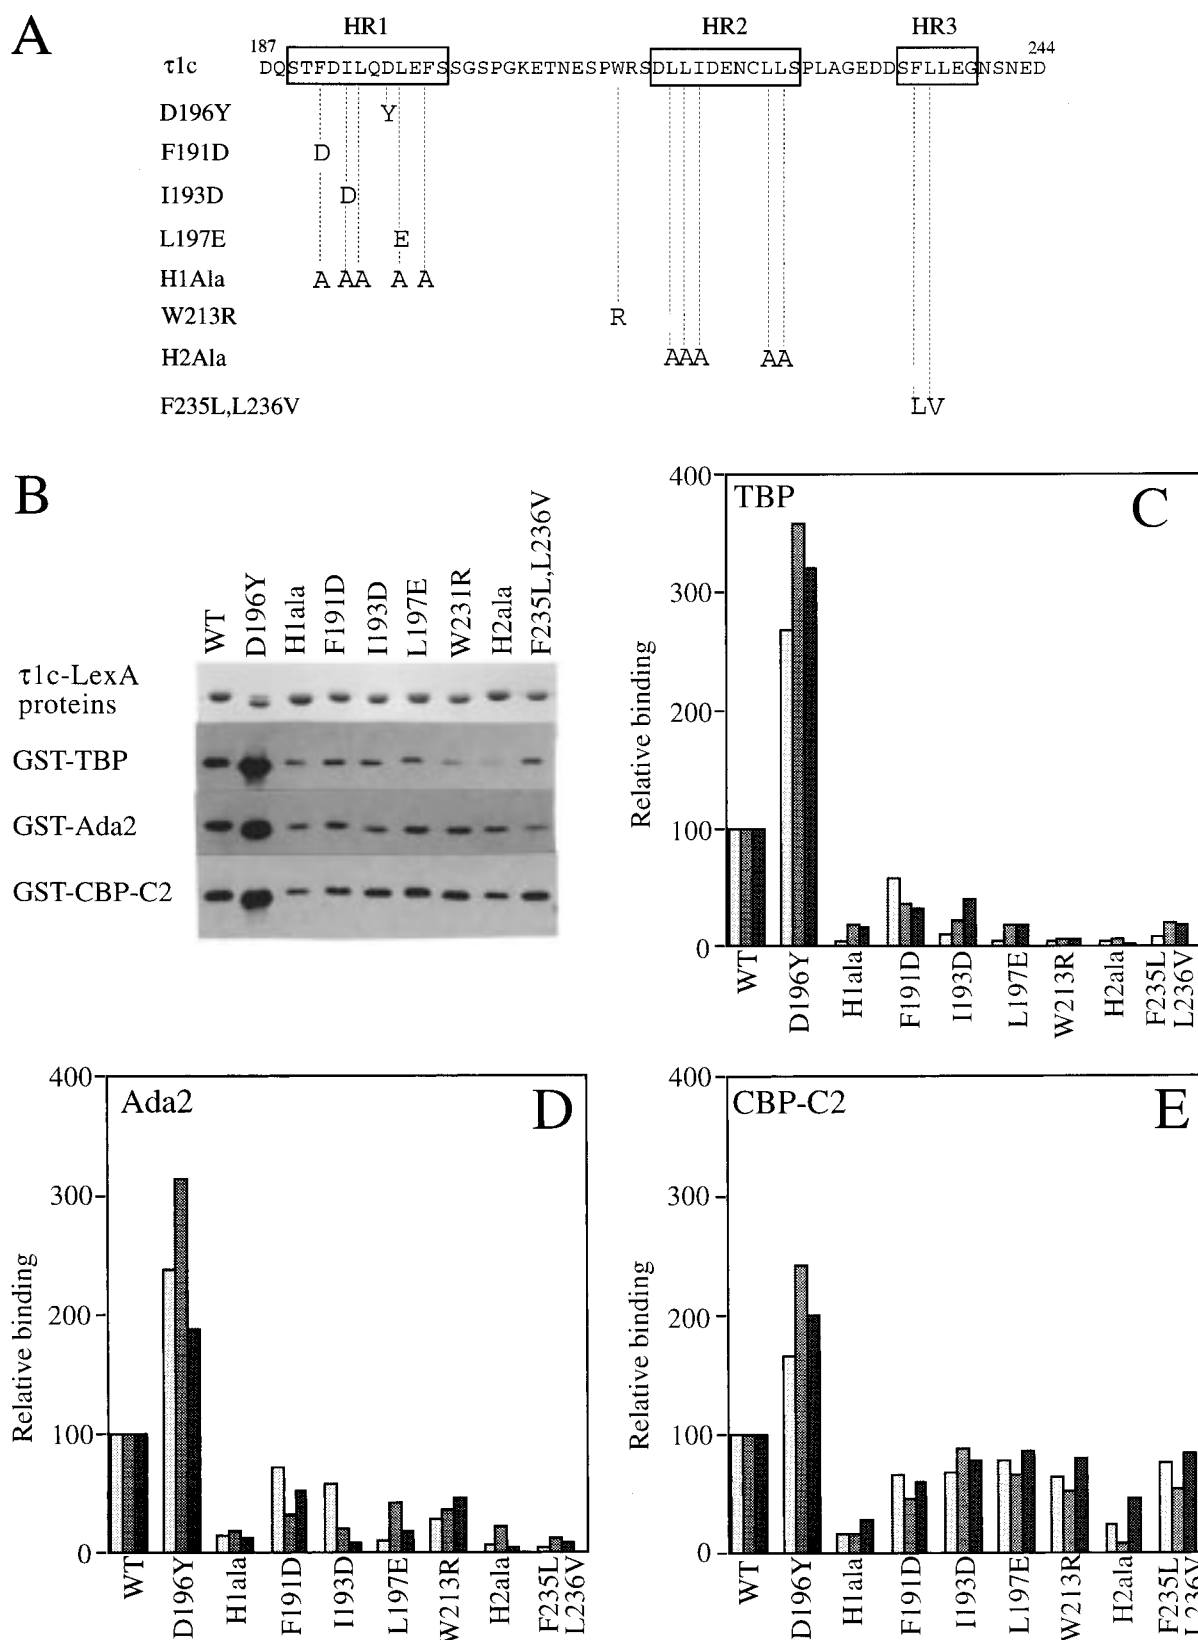 A
HR1 HR2 HR3
187 244
τ1c DQSTFDILQDLEFSSGSPGKETNESPWRSDLLIDENCLLSPLAGEDDSFLLEGNSNED
D196Y Y
F191D D
I193D D
L197E E
H1Ala A AA A A
W213R R
H2Ala AAA AA
F235L,L236V LV
B
WT D196Y H1ala F191D I193D L197E W231R H2ala F235L,L236V
τ1c-LexA
proteins
GST-TBP
GST-Ada2
GST-CBP-C2
TBP C
400
300
200
100
0
Relative binding
WT D196Y H1ala F191D I193D L197E W213R H2ala F235L L236V
Ada2 D
400
300
200
100
0
Relative binding
WT D196Y H1ala F191D I193D L197E W213R H2ala F235L L236V
CBP-C2 E
400
300
200
100
0
Relative binding
WT D196Y H1ala F191D I193D L197E W213R H2ala F235L L236V